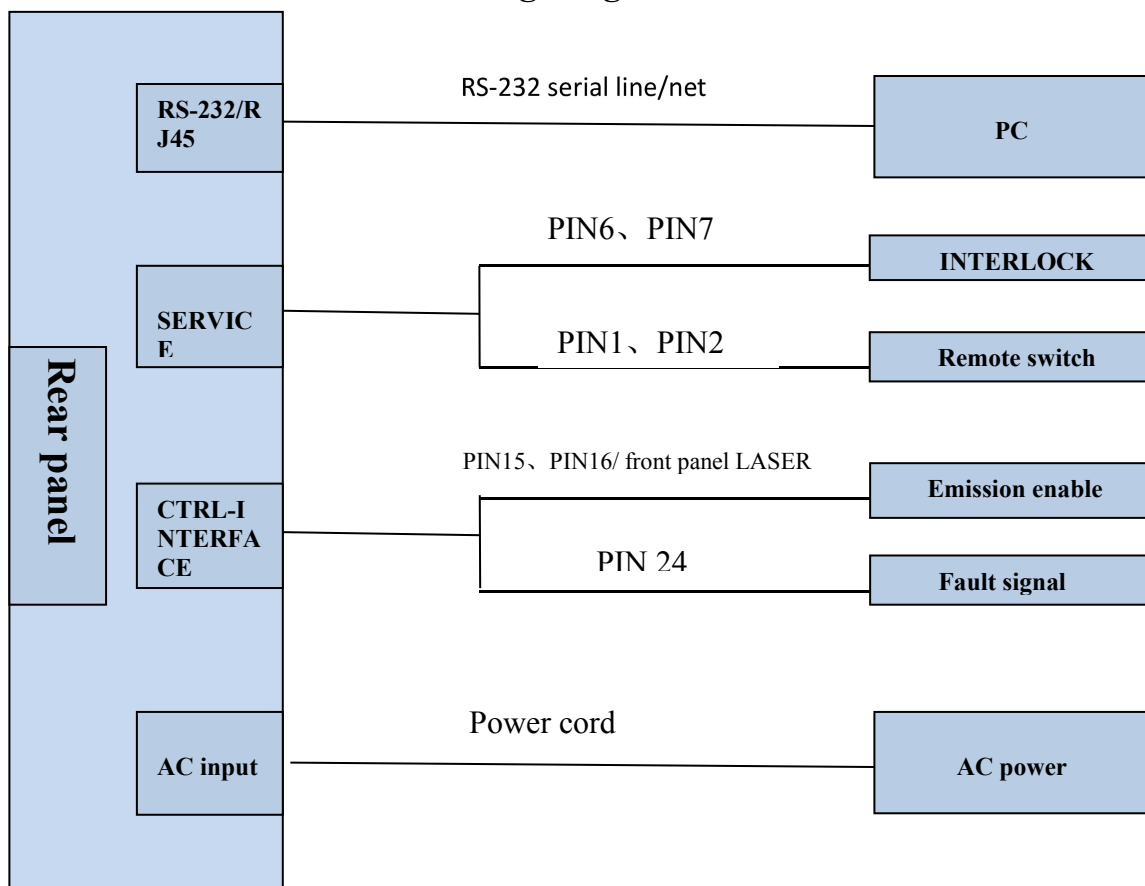 RS-232/R
J45
RS-232 serial line/net
PC
PIN6、PIN7
INTERLOCK
SERVIC
E
PIN1、PIN2
Remote switch
Rear panel
PIN15、PIN16/ front panel LASER
Emission enable
CTRL-I
NTERFA
CE
PIN 24
Fault signal
Power cord
AC input
AC power